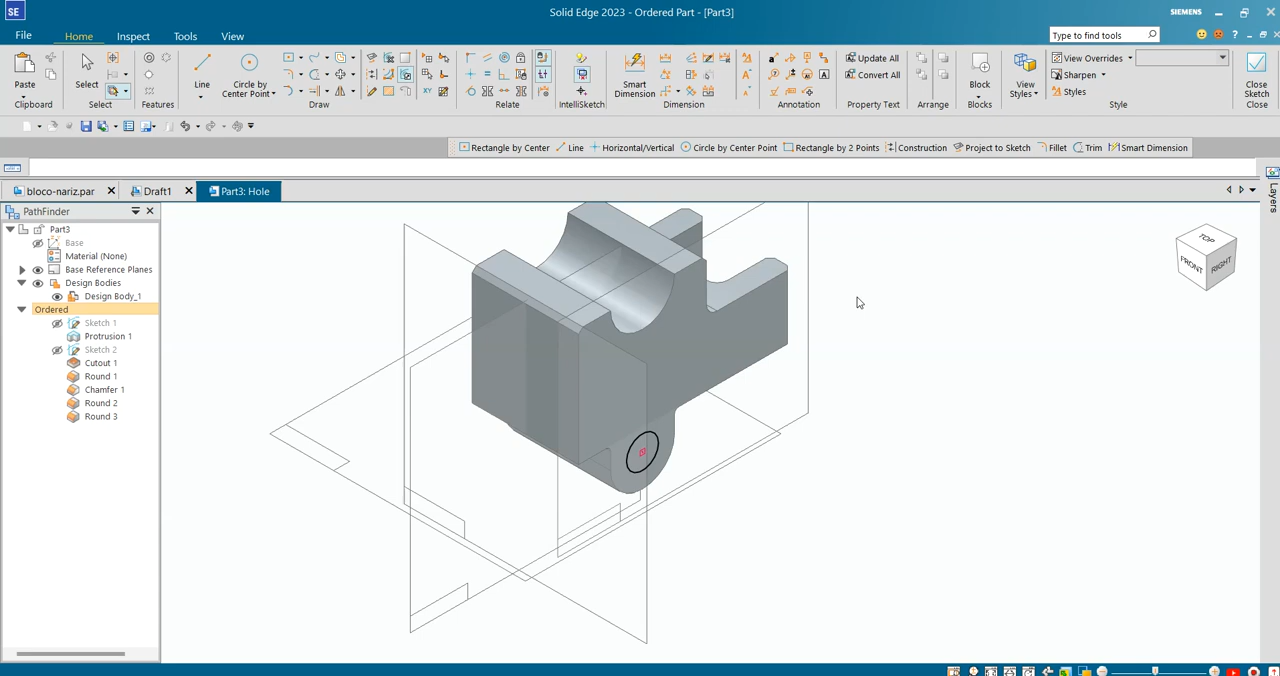 SE
Solid Edge 2023 - Ordered Part - [Part3]
SIEMENS
File Home Inspect Tools View
Type to find tools
Paste
Clipboard
Select
Select
Features
Line
Circle by
Center Point
Draw
Relate
IntelliSketch
Smart
Dimension
Dimension
Annotation
Update All
Convert All
Property Text
Arrange
Block
Blocks
View
Styles
View Overrides
Sharpen
Styles
Style
Close
Sketch
Close
Rectangle by Center Line Horizontal/Vertical Circle by Center Point Rectangle by 2 Points Construction Project to Sketch Fillet Trim Smart Dimension
bloco-nariz.par Draft1 Part3: Hole
PathFinder
Part3
Base
Material (None)
Base Reference Planes
Design Bodies
Design Body_1
Ordered
Sketch 1
Protrusion 1
Sketch 2
Cutout 1
Round 1
Chamfer 1
Round 2
Round 3
TOP
FRONT
RIGHT
Layers